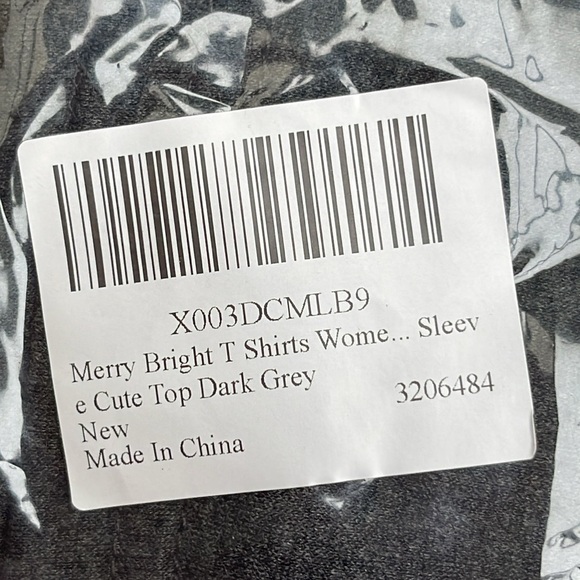 X003DCMLB9
Merry Bright T Shirts Wome... Sleev
e Cute Top Dark Grey
3206484
New
Made In China